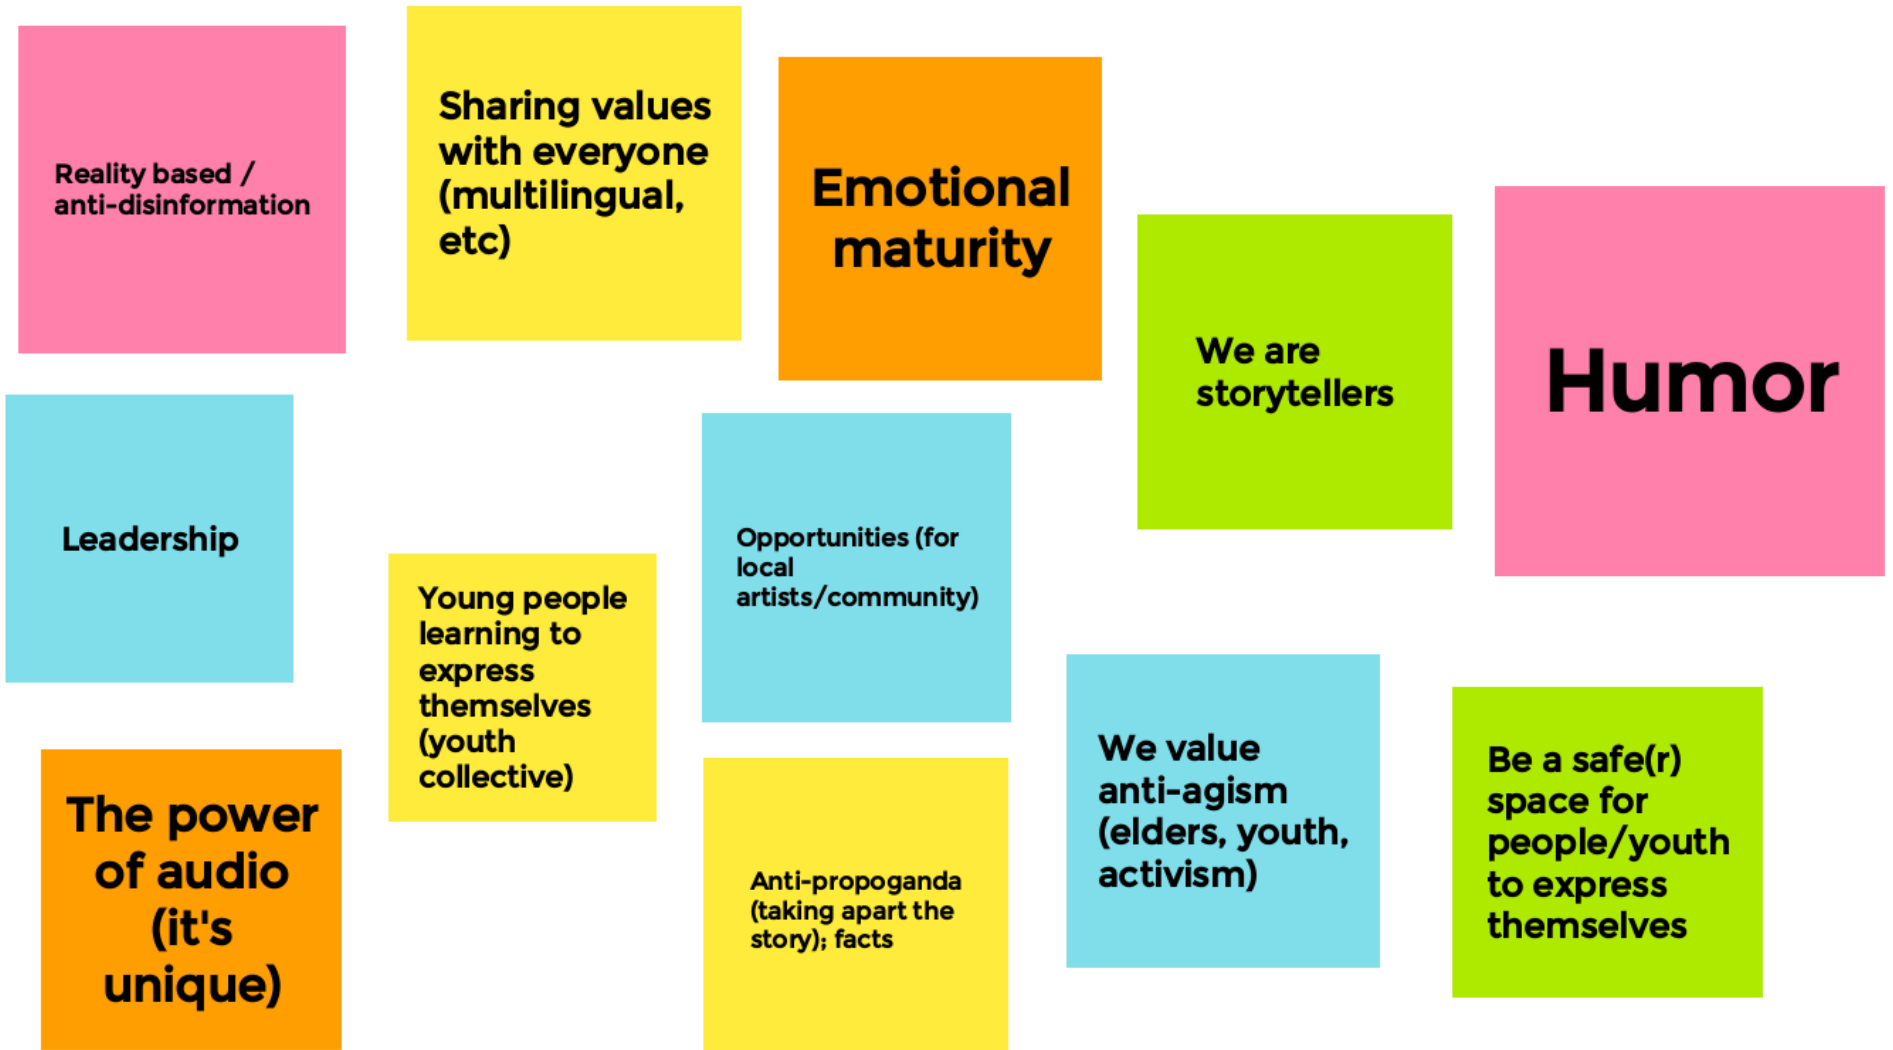 Reality based /
anti-disinformation
Sharing values
with everyone
(multilingual,
etc)
Emotional
maturity
We are
storytellers
Humor
Leadership
Young people
learning to
express
themselves
(youth
collective)
Opportunities (for
local
artists/community)
The power
of audio
(it's
unique)
Anti-propoganda
(taking apart the
story); facts
We value
anti-agism
(elders, youth,
activism)
Be a safe(r)
space for
people/youth
to express
themselves